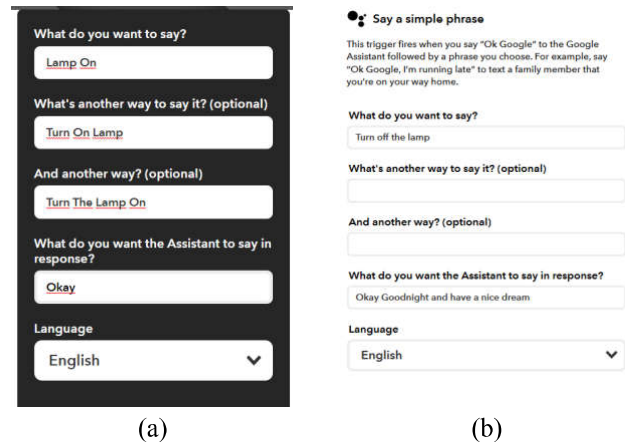 What do you want to say?
Lamp On
What's another way to say it? (optional)
Turn On Lamp
And another way? (optional)
Turn The Lamp On
What do you want the Assistant to say in
response?
Okay
Language
English
(a)
Say a simple phrase
This trigger fires when you say “Ok Google” to the Google
Assistant followed by a phrase you choose. For example, say
“Ok Google, I’m running late” to text a family member that
you’re on your way home.
What do you want to say?
Turn off the lamp
What's another way to say it? (optional)
And another way? (optional)
What do you want the Assistant to say in response?
Okay Goodnight and have a nice dream
Language
English
(b)